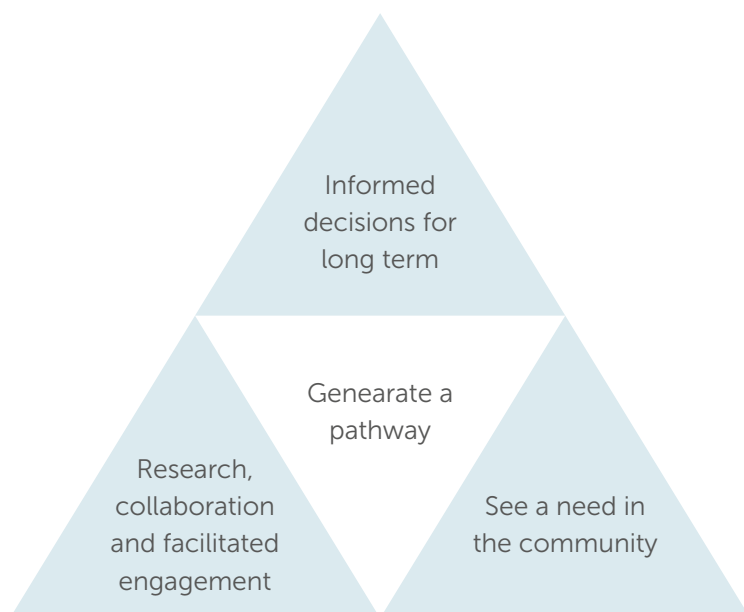 Informed
decisions for
long term
Genearate a
pathway
Research,
collaboration
and facilitated
engagement
See a need in
the community